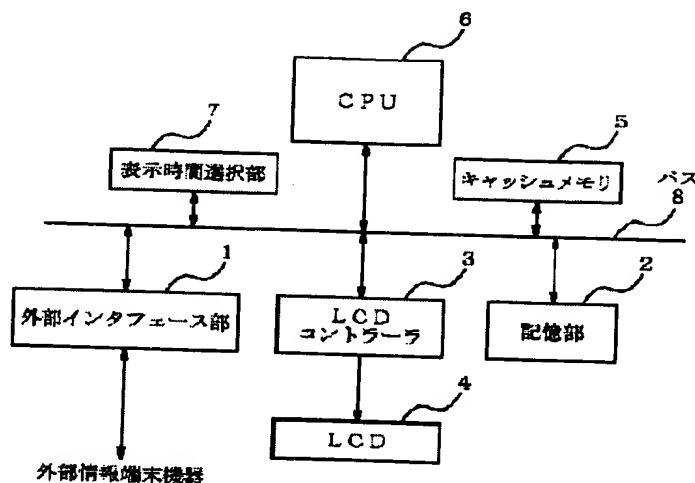 6
CPU
7
表示時間選択部
5
キャッシュメモリ
バス
8
1
外部インタフェース部
3
LCD
コントローラ
2
記憶部
4
LCD
外部情報端末機器